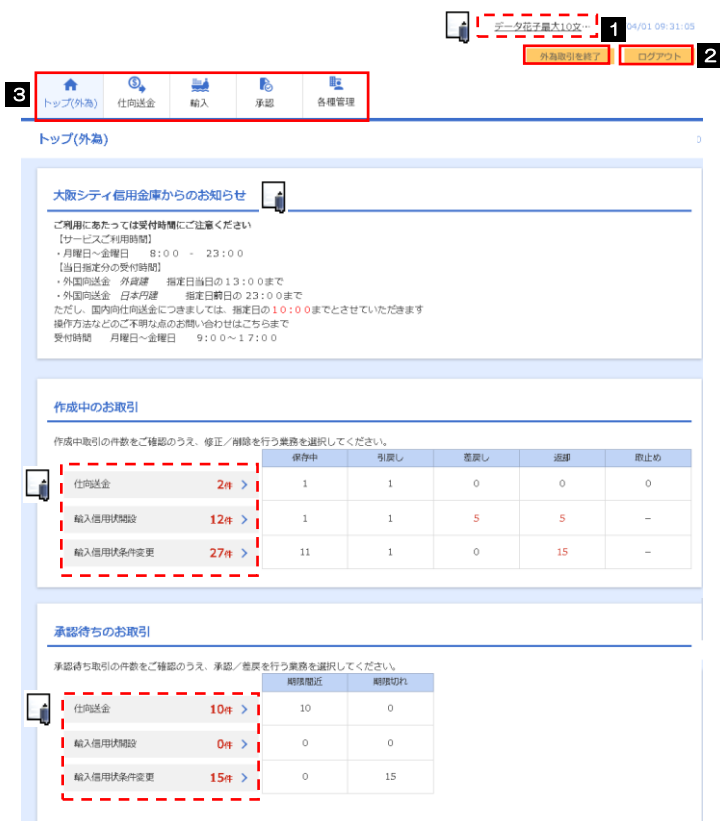 データ花子最大10文…
1
04/01 09:31:05
外為取引を終了
ログアウト
2
3
トップ(外為)
仕向送金
輸入
承認
各種管理
トップ(外為)
大阪シティ信用金庫からのお知らせ
ご利用にあたっては受付時間にご注意ください
【サービスご利用時間】
・月曜日～金曜日　8:00　-　23:00
【当日指定分の受付時間】
・外国向送金　外貨建　指定日当日の13:00まで
・外国向送金　日本円建　指定日前日の23:00まで
ただし、国内向仕向送金につきましては、指定日の10:00までとさせていただきます
操作方法などのご不明な点のお問い合わせはこちらまで
受付時間　月曜日～金曜日　9:00～17:00
作成中のお取引
作成中取引の件数をご確認のうえ、修正／削除を行う業務を選択してください。
保存中　引戻し　差戻し　返却　取止め
仕向送金　2件　1　1　0　0　0
輸入信用状開設　12件　1　1　5　5　–
輸入信用状条件変更　27件　11　1　0　15　–
承認待ちのお取引
承認待ち取引の件数をご確認のうえ、承認／差戻を行う業務を選択してください。
期限間近　期限切れ
仕向送金　10件　10　0
輸入信用状開設　0件　0　0
輸入信用状条件変更　15件　0　15